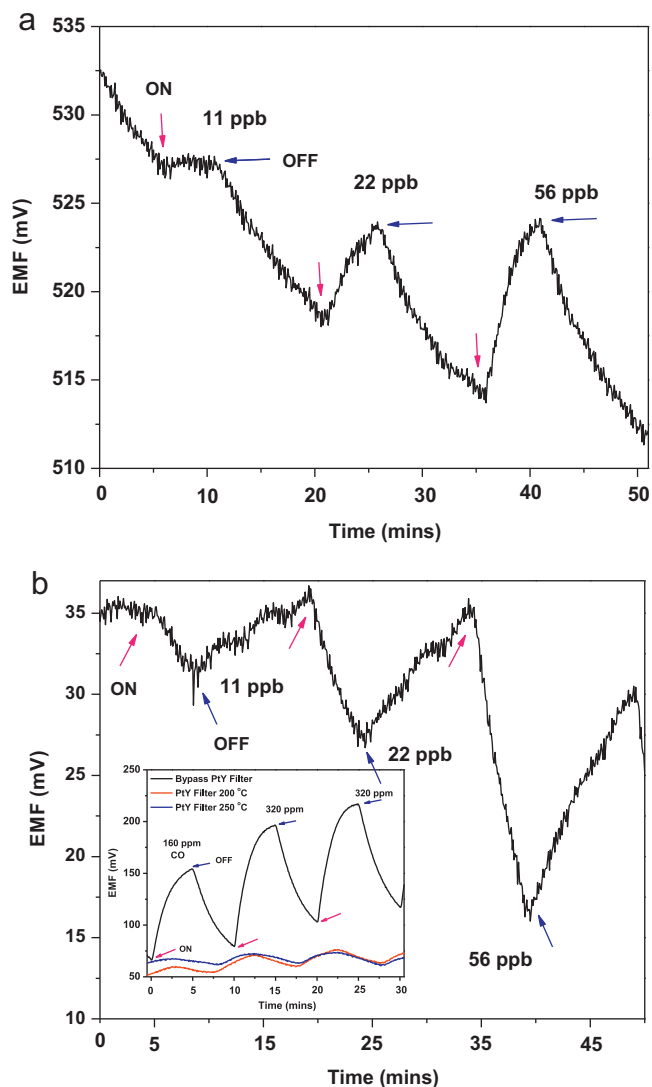 a
535
530
525
520
515
510
EMF (mV)
ON
11 ppb
OFF
22 ppb
56 ppb
0 10 20 30 40 50
Time (mins)
b
35
30
25
20
15
10
EMF (mV)
ON
11 ppb
OFF
22 ppb
56 ppb
250
200
150
100
50
EMF (mV)
Bypass PtY Filter
PtY Filter 200 °C
PtY Filter 250 °C
160 ppm
CO
OFF
320 ppm
320 ppm
ON
0 5 10 15 20 25 30
Time (mins)
0 5 15 25 35 45
Time (mins)